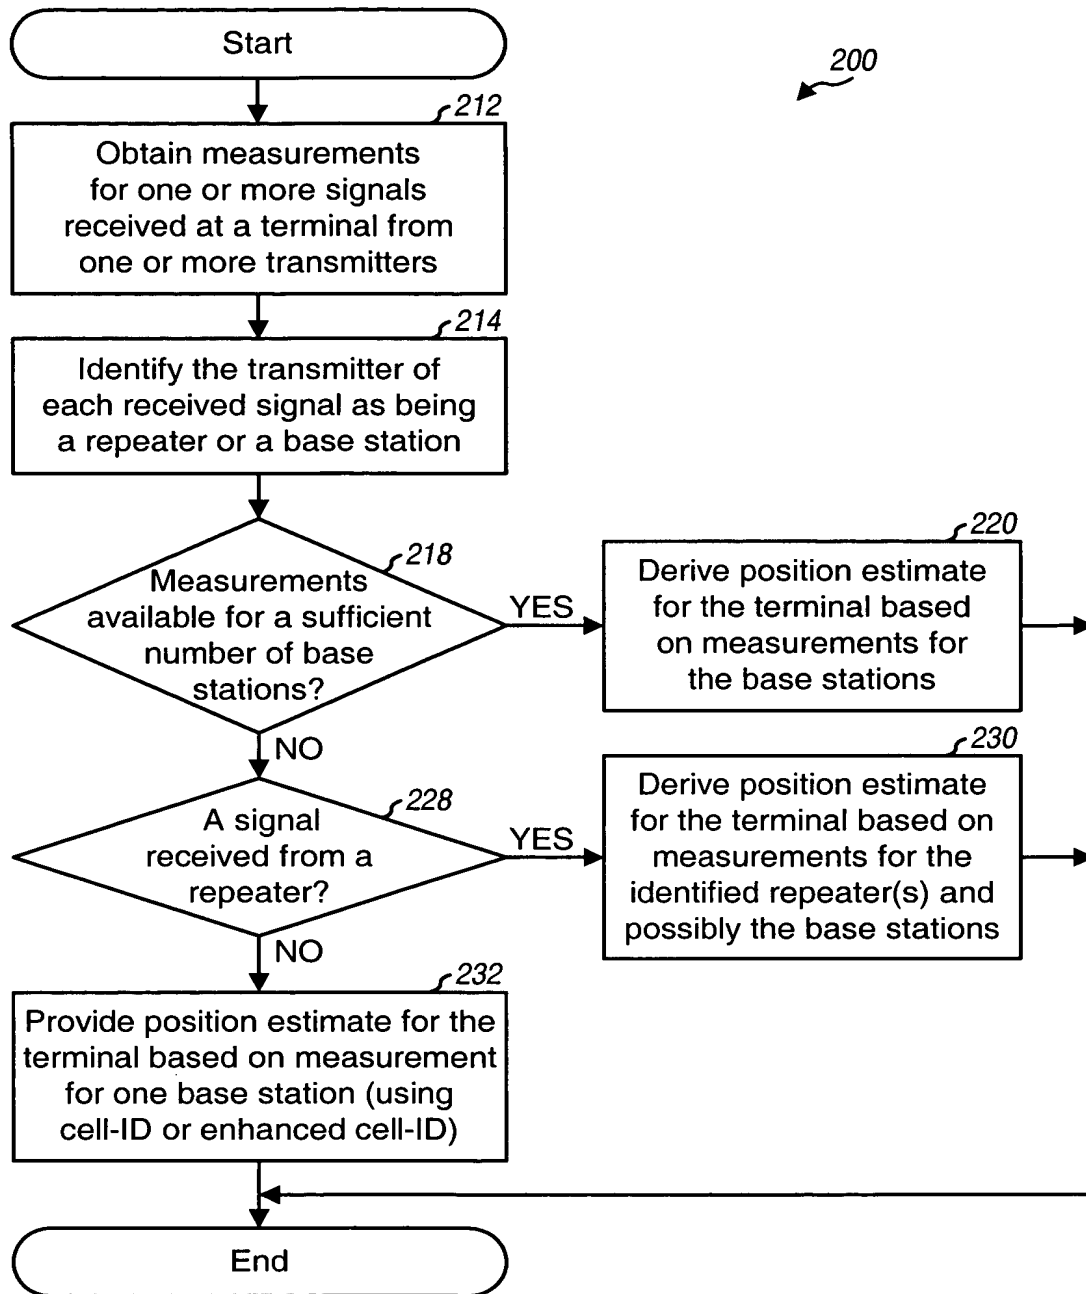 Start
200
212
Obtain measurements
for one or more signals
received at a terminal from
one or more transmitters
214
Identify the transmitter of
each received signal as being
a repeater or a base station
218
Measurements
available for a sufficient
number of base
stations?
YES
220
Derive position estimate
for the terminal based
on measurements for
the base stations
NO
228
A signal
received from a
repeater?
YES
230
Derive position estimate
for the terminal based on
measurements for the
identified repeater(s) and
possibly the base stations
NO
232
Provide position estimate for the
terminal based on measurement
for one base station (using
cell-ID or enhanced cell-ID)
End